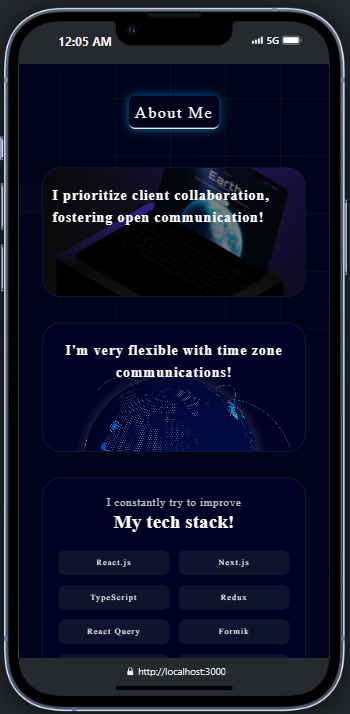 12:05 AM
5G
About Me
Earth
I prioritize client collaboration,
fostering open communication!
I'm very flexible with time zone
communications!
I constantly try to improve
My tech stack!
React.js Next.js
TypeScript Redux
React Query Formik
http://localhost:3000